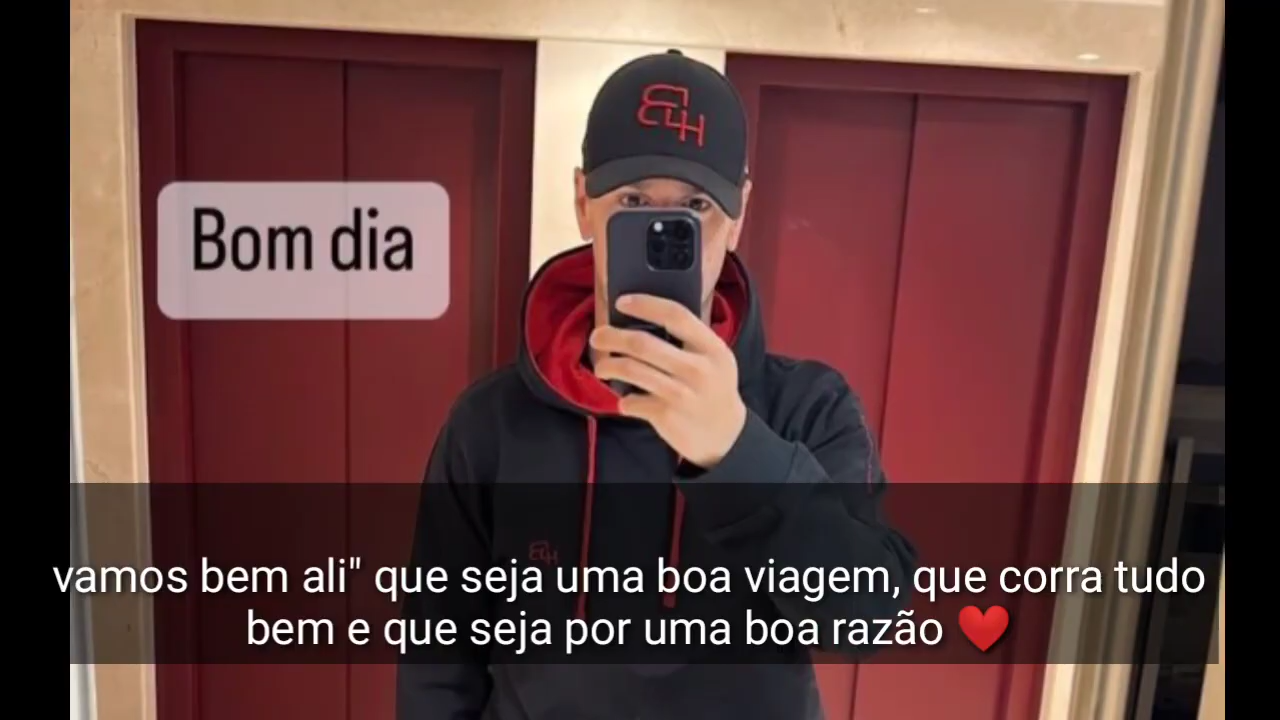 Bom dia
vamos bem ali" que seja uma boa viagem, que corra tudo
bem e que seja por uma boa razão ❤️